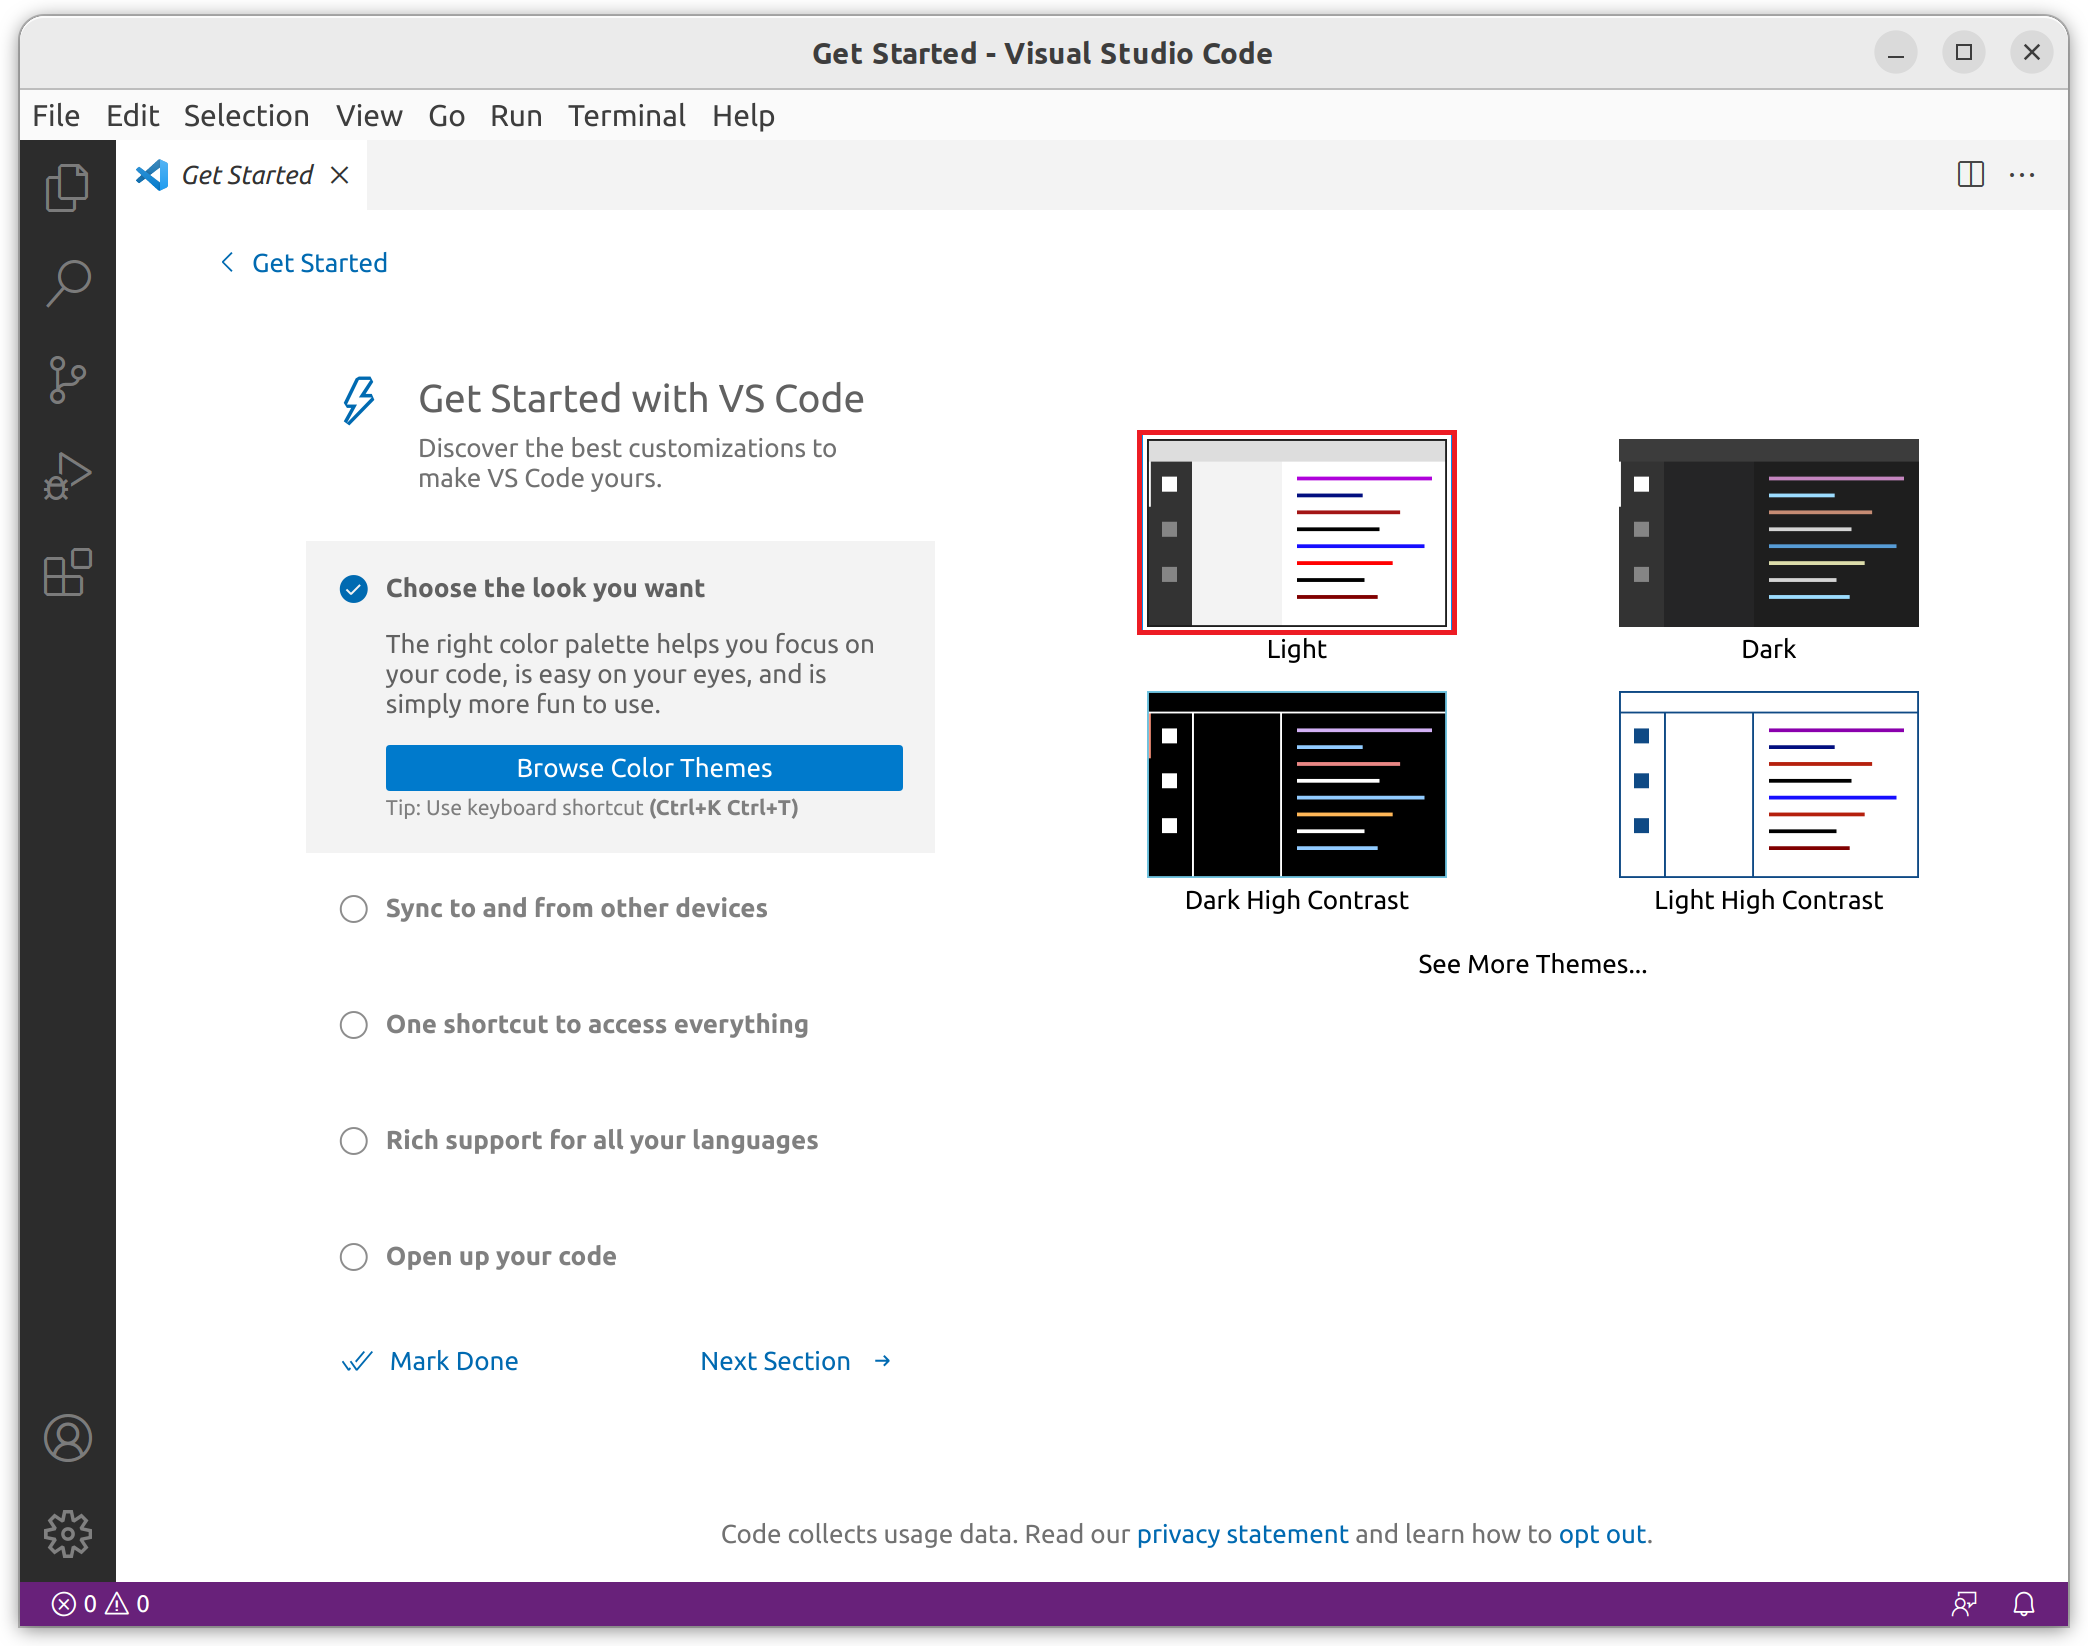 Get Started - Visual Studio Code
File Edit Selection View Go Run Terminal Help
Get Started
Get Started
Get Started with VS Code
Discover the best customizations to
make VS Code yours.
Choose the look you want
The right color palette helps you focus on
your code, is easy on your eyes, and is
simply more fun to use.
Browse Color Themes
Tip: Use keyboard shortcut (Ctrl+K Ctrl+T)
Sync to and from other devices
One shortcut to access everything
Rich support for all your languages
Open up your code
Mark Done
Next Section →
Light
Dark
Dark High Contrast
Light High Contrast
See More Themes...
Code collects usage data. Read our privacy statement and learn how to opt out.
0 0